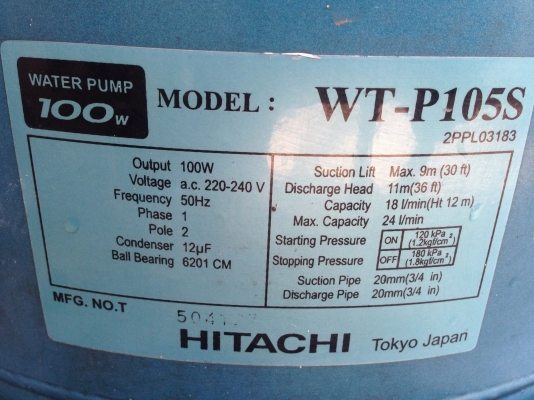 WATER PUMP
100W
MODEL : WT-P105S
2PPL03183
Output 100W
Voltage a.c. 220-240 V
Frequency 50Hz
Phase 1
Pole 2
Condenser 12µF
Ball Bearing 6201 CM
Suction Lift Max. 9m (30 ft)
Discharge Head 11m(36 ft)
Capacity 18 l/min(Ht 12 m)
Max. Capacity 24 l/min
Starting Pressure ON 120 kPa (1.2kgf/cm²)
Stopping Pressure OFF 180 kPa (1.8kgf/cm²)
Suction Pipe 20mm(3/4 in)
Discharge Pipe 20mm(3/4 in)
MFG. NO.T
HITACHI Tokyo Japan